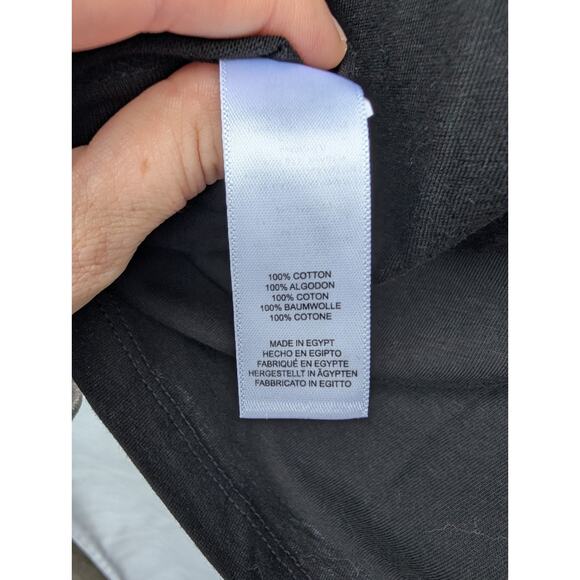 100% COTTON
100% ALGODON
100% COTON
100% BAUMWOLLE
100% COTONE
MADE IN EGYPT
HECHO EN EGIPTO
FABRIQUÉ EN EGYPTE
HERGESTELLT IN ÄGYPTEN
FABBRICATO IN EGITTO